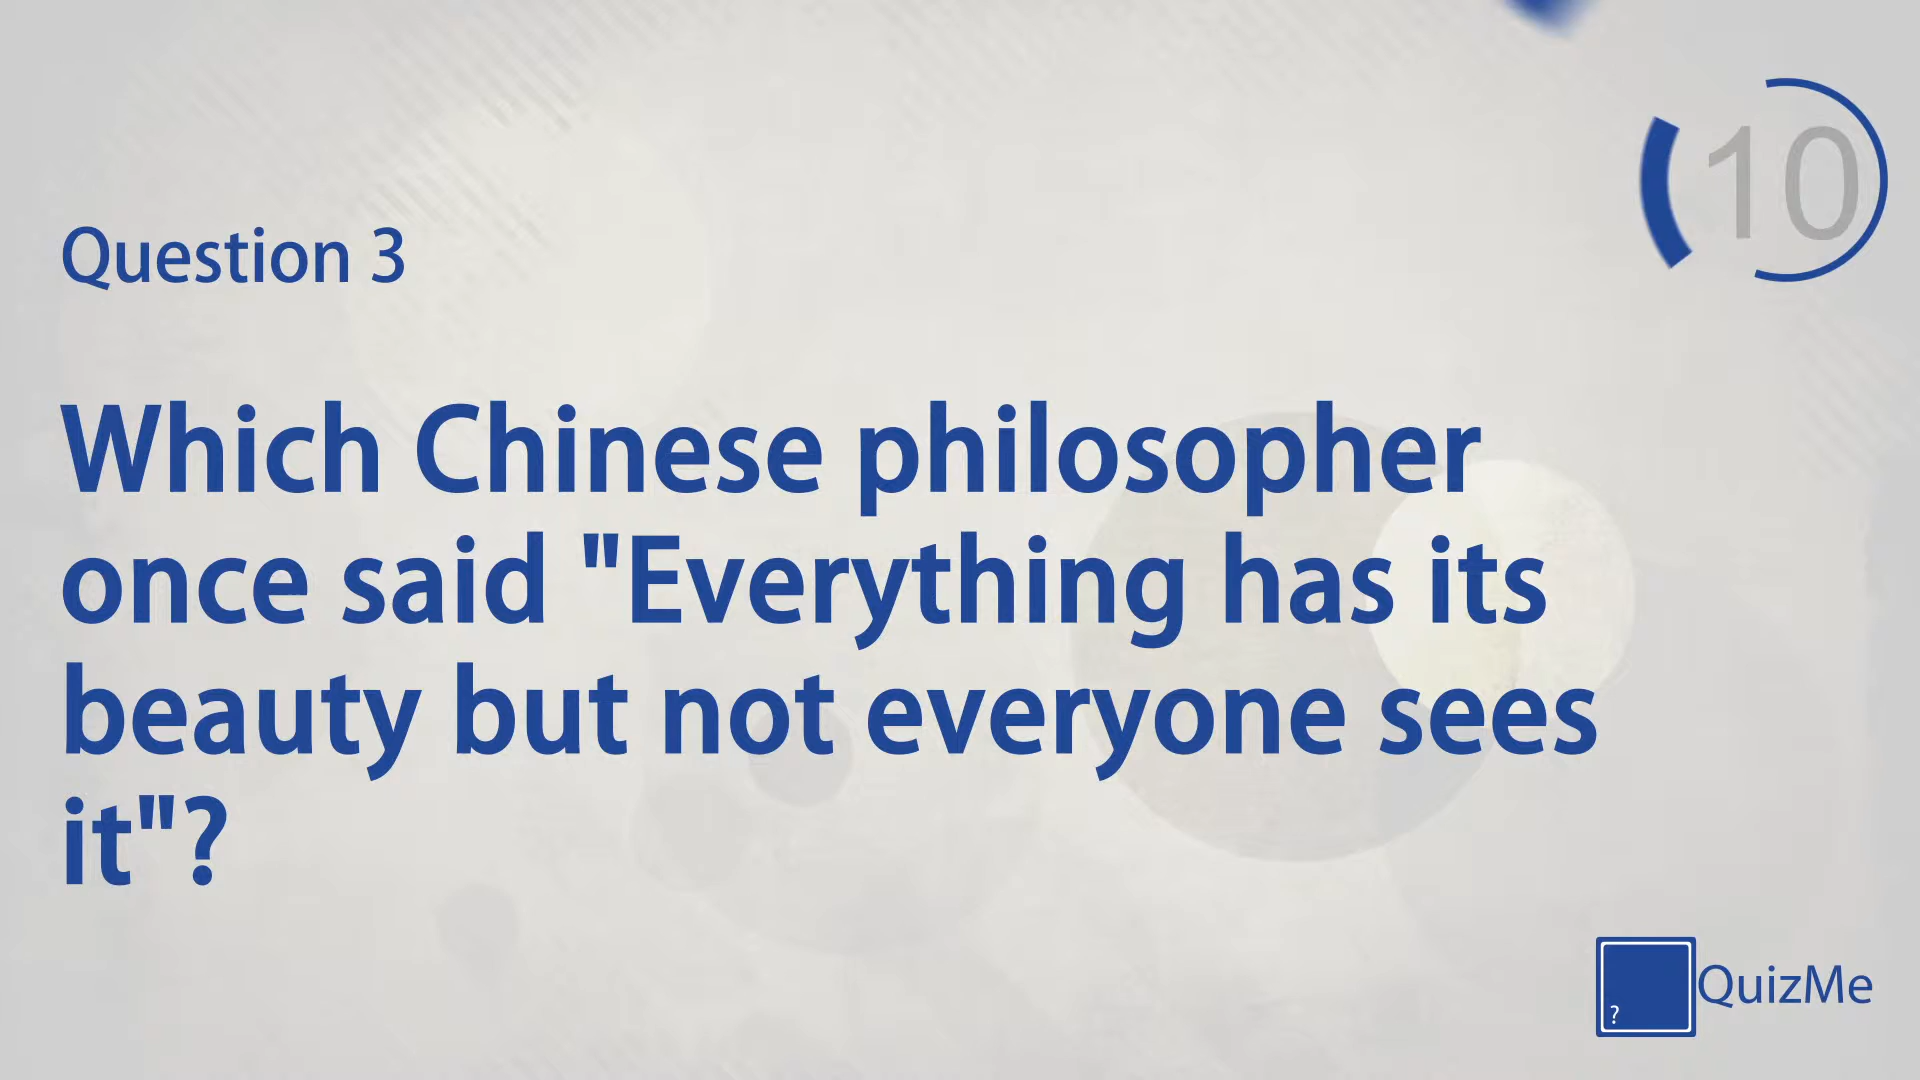 10
Question 3
Which Chinese philosopher
once said "Everything has its
beauty but not everyone sees
it"?
?
QuizMe